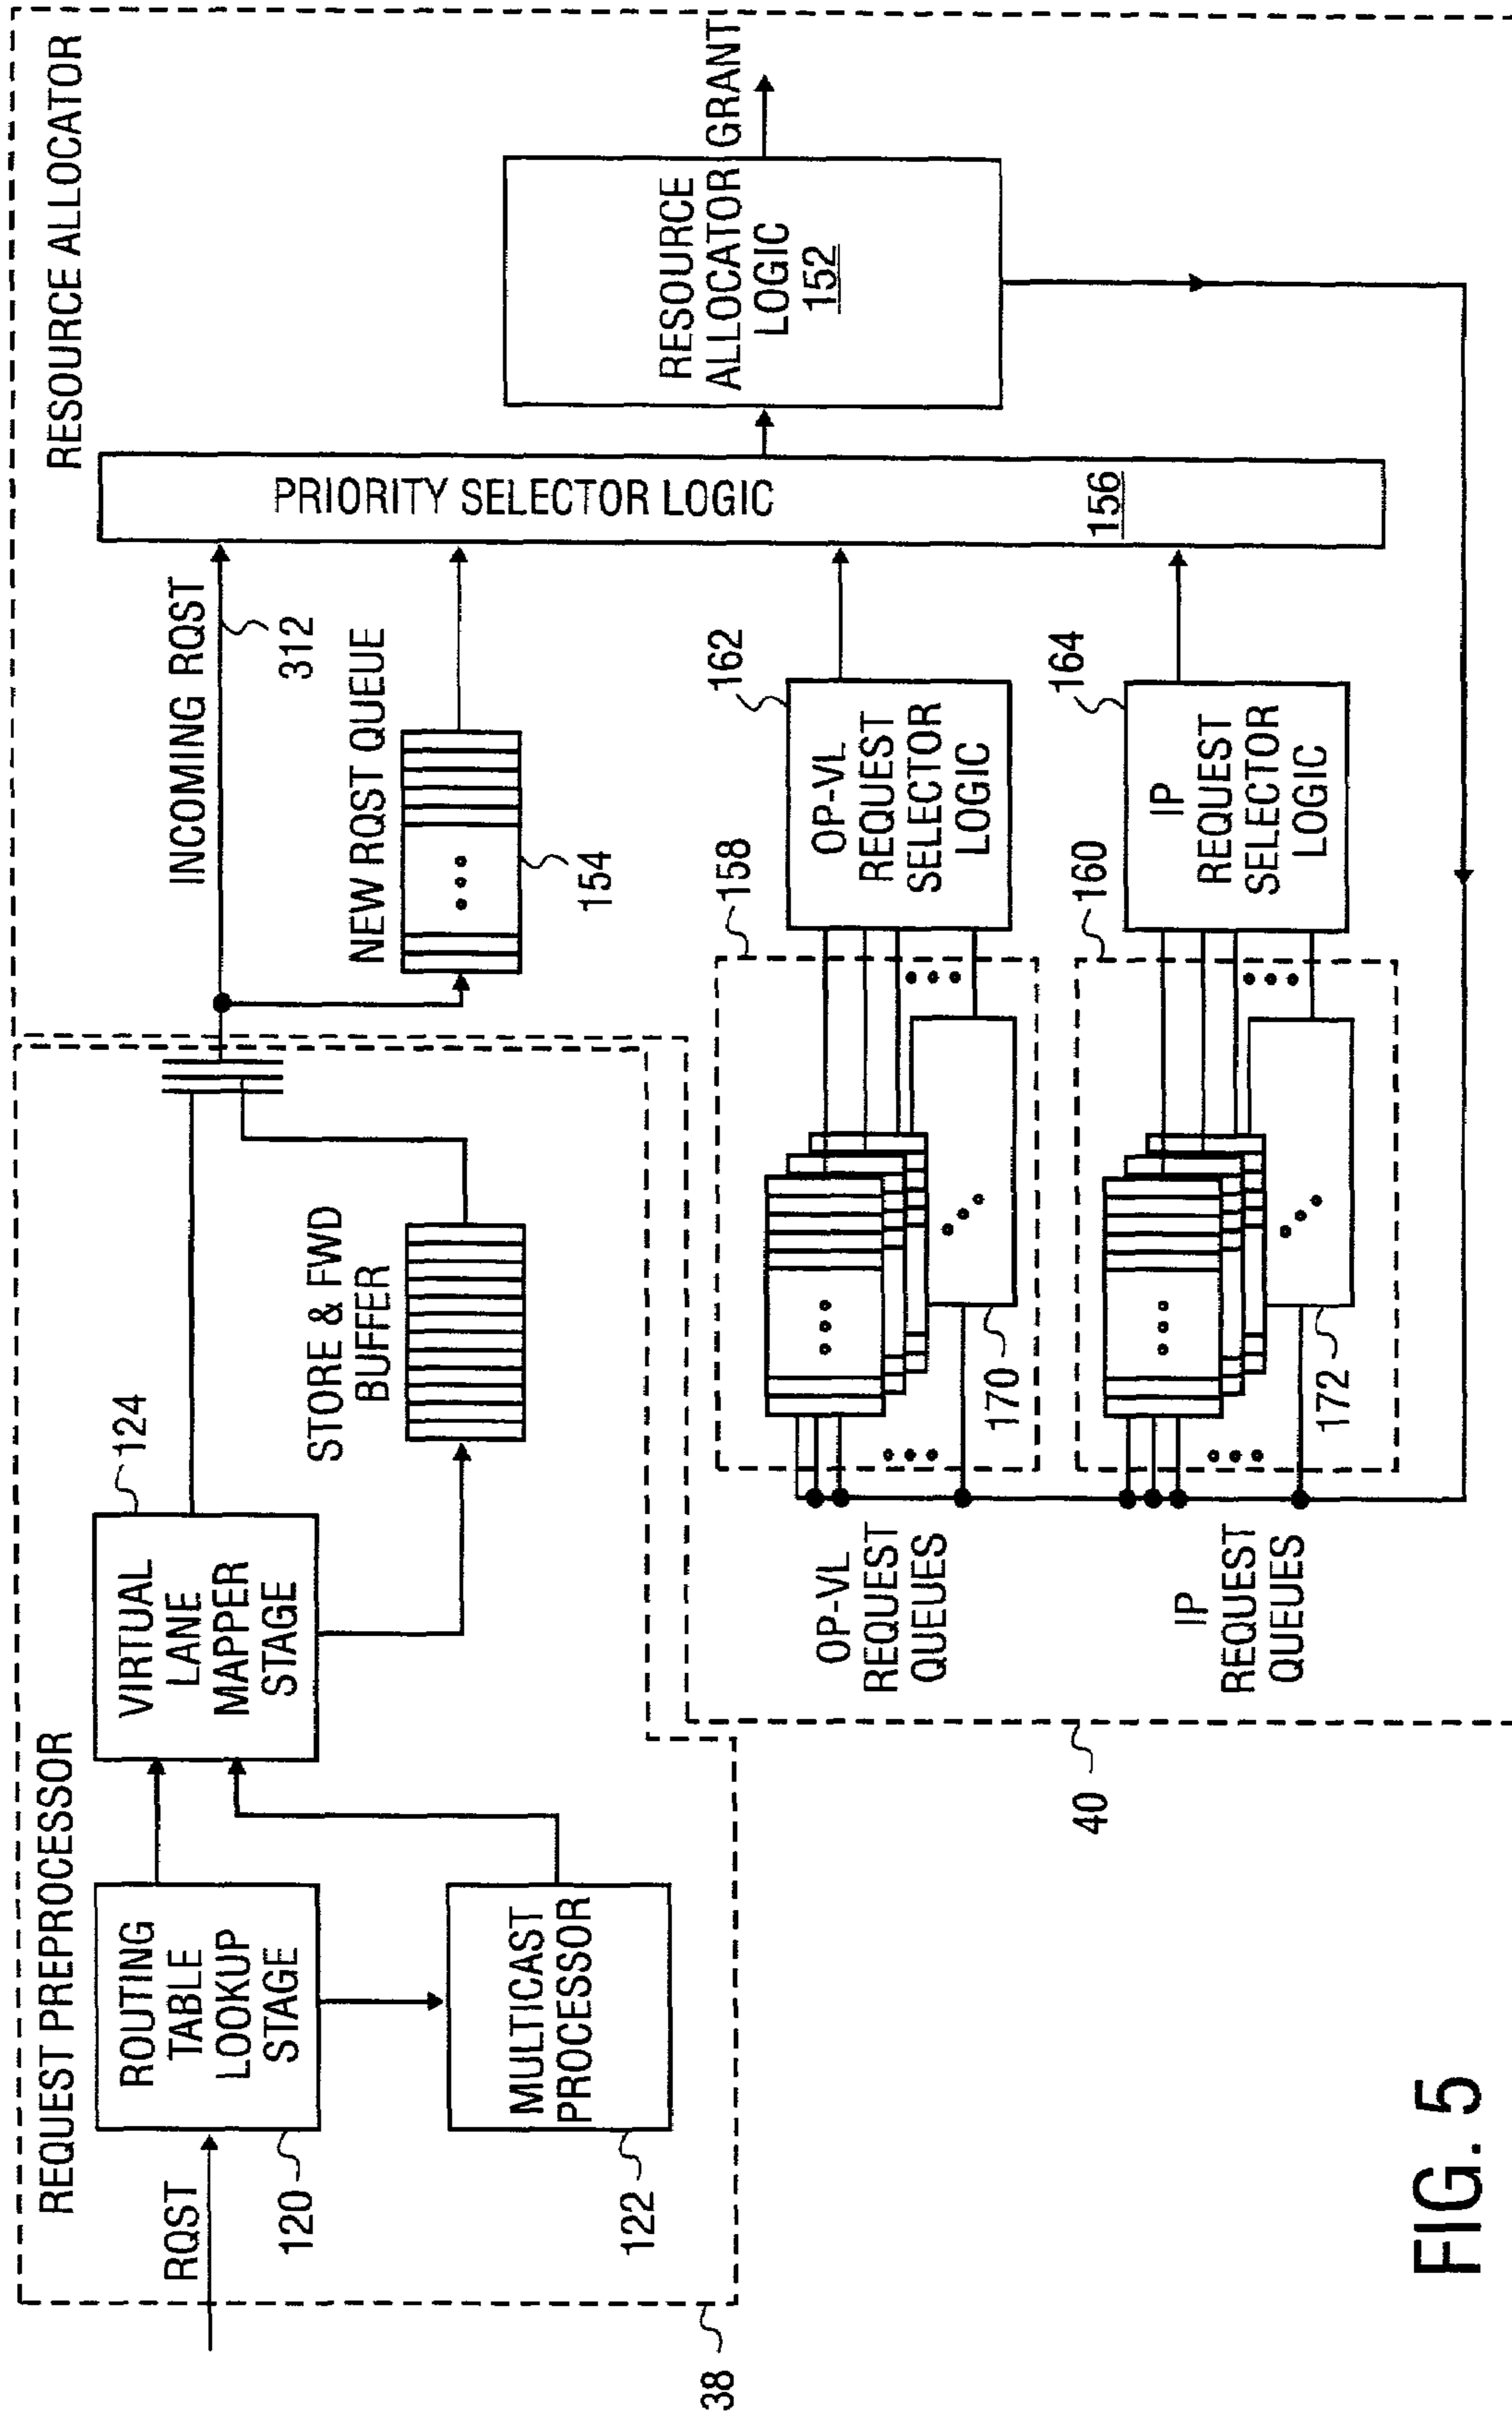 REQUEST PREPROCESSOR
RQST
120
ROUTING
TABLE
LOOKUP
STAGE
122
MULTICAST
PROCESSOR
38
124
VIRTUAL
LANE
MAPPER
STAGE
STORE & FWD
BUFFER
RESOURCE ALLOCATOR
INCOMING RQST
312
NEW RQST QUEUE
154
PRIORITY SELECTOR LOGIC
156
RESOURCE
ALLOCATOR
LOGIC
152
GRANT
OP-VL
REQUEST
QUEUES
158
170
162
OP-VL
REQUEST
SELECTOR
LOGIC
IP
REQUEST
QUEUES
160
172
164
IP
REQUEST
SELECTOR
LOGIC
40
FIG. 5